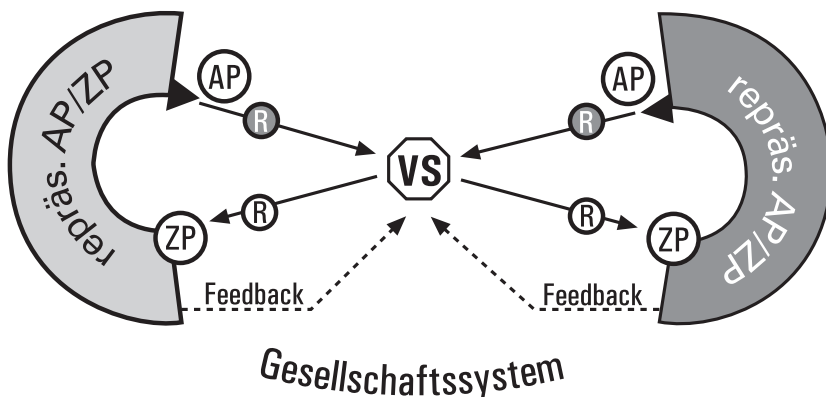 repräs. AP/ZP
AP
R
VS
R
AP
repräs. AP/ZP
ZP
R
R
ZP
Feedback
Feedback
Gesellschaftssystem